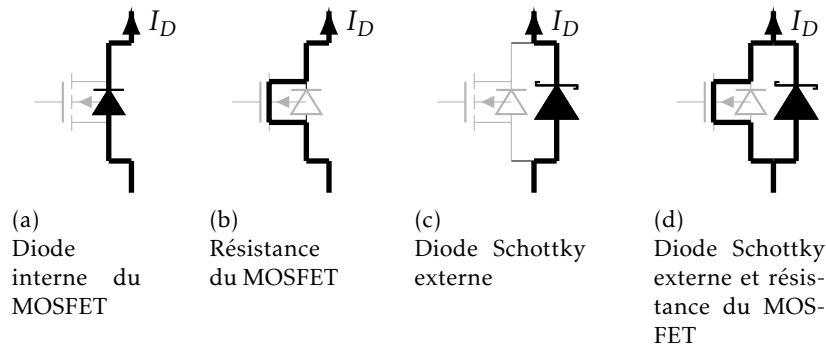 I_D
I_D
I_D
I_D
(a)
Diode
interne du
MOSFET
(b)
Résistance
du MOSFET
(c)
Diode Schottky
externe
(d)
Diode Schottky
externe et résis-
tance du MOS-
FET